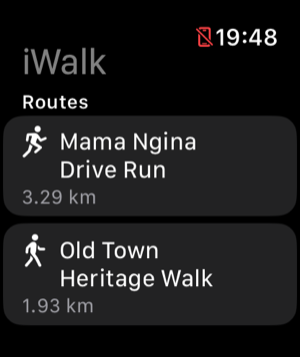 19:48
iWalk
Routes
Mama Ngina
Drive Run
3.29 km
Old Town
Heritage Walk
1.93 km